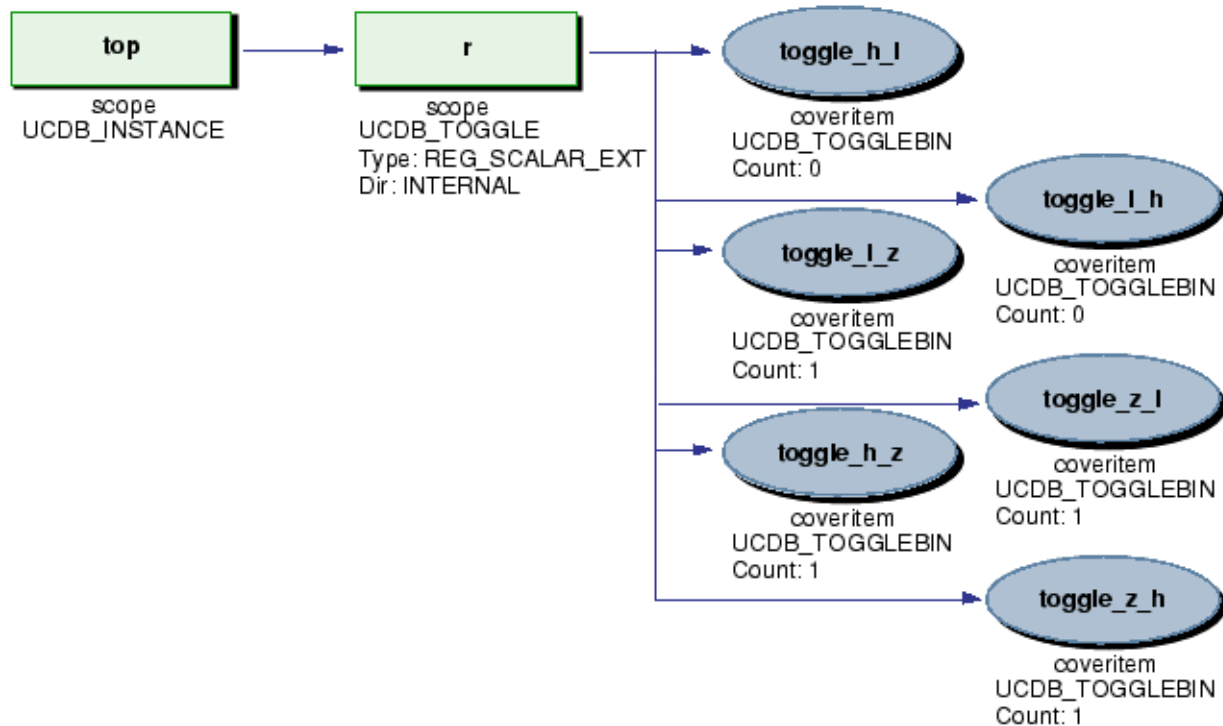 top
scope
UCDB_INSTANCE
r
scope
UCDB_TOGGLE
Type: REG_SCALAR_EXT
Dir: INTERNAL
toggle_h_l
coveritem
UCDB_TOGGLEBIN
Count: 0
toggle_l_h
coveritem
UCDB_TOGGLEBIN
Count: 0
toggle_l_z
coveritem
UCDB_TOGGLEBIN
Count: 1
toggle_z_l
coveritem
UCDB_TOGGLEBIN
Count: 1
toggle_h_z
coveritem
UCDB_TOGGLEBIN
Count: 1
toggle_z_h
coveritem
UCDB_TOGGLEBIN
Count: 1